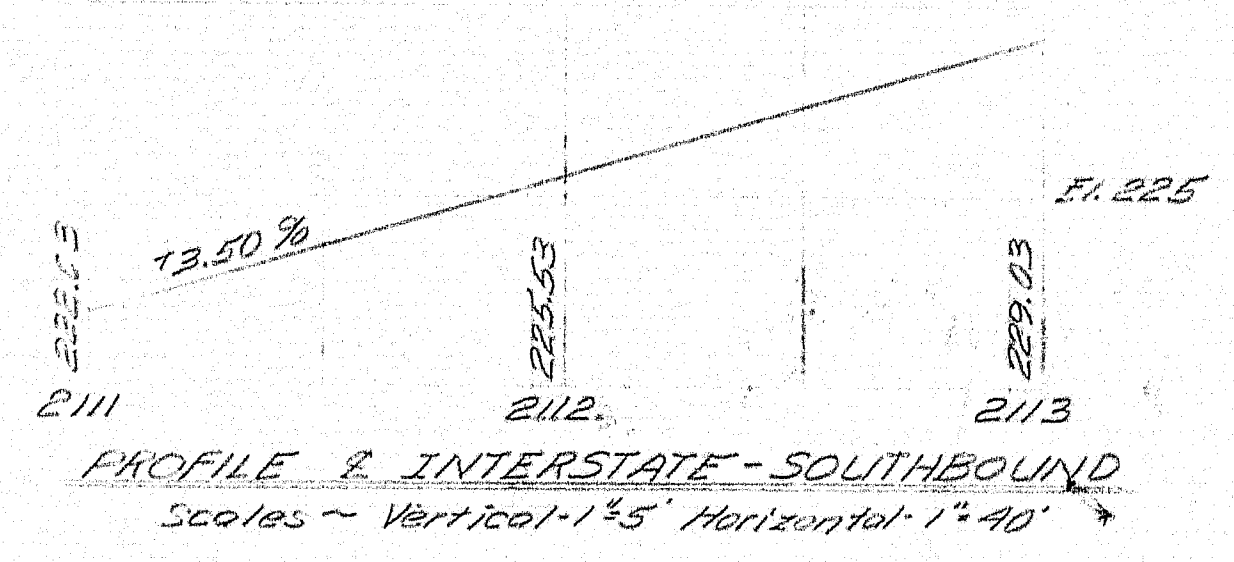 El. 225
+3.50%
222.03
225.53
229.03
2111
2112
2113
PROFILE ℄ INTERSTATE - SOUTHBOUND
Scales ~ Vertical - 1"=5' Horizontal - 1"=40'